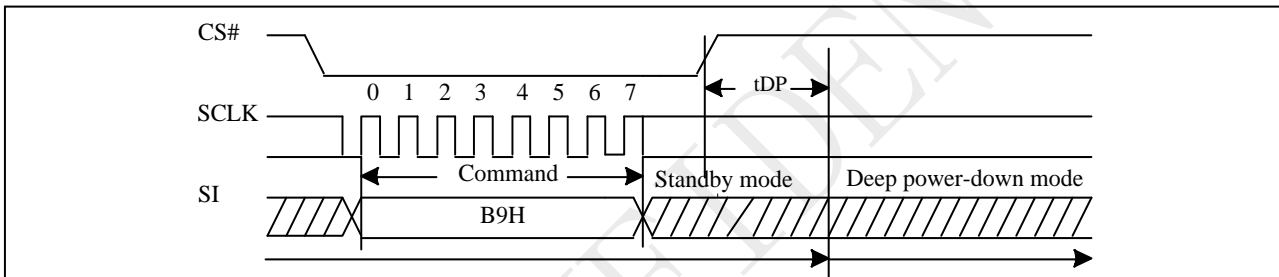 CS#
tDP
0 1 2 3 4 5 6 7
SCLK
Command
Standby mode
Deep power-down mode
SI
B9H